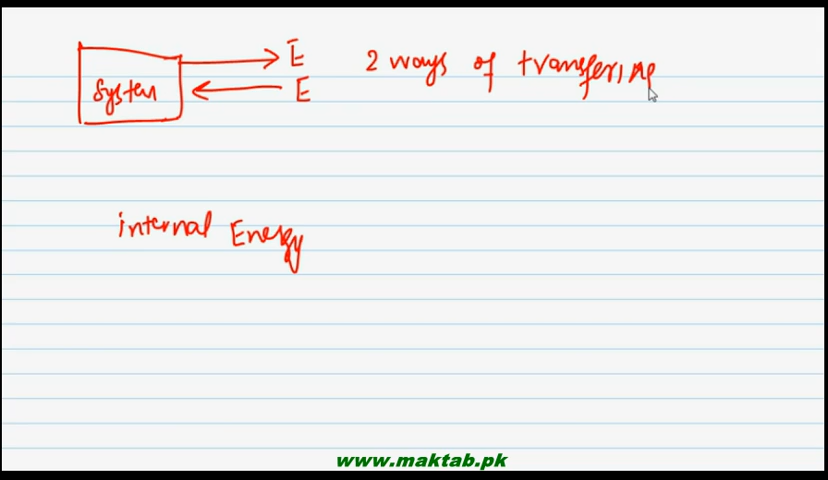 E
2 ways of transfering
System
E
internal Energy
www.maktab.pk